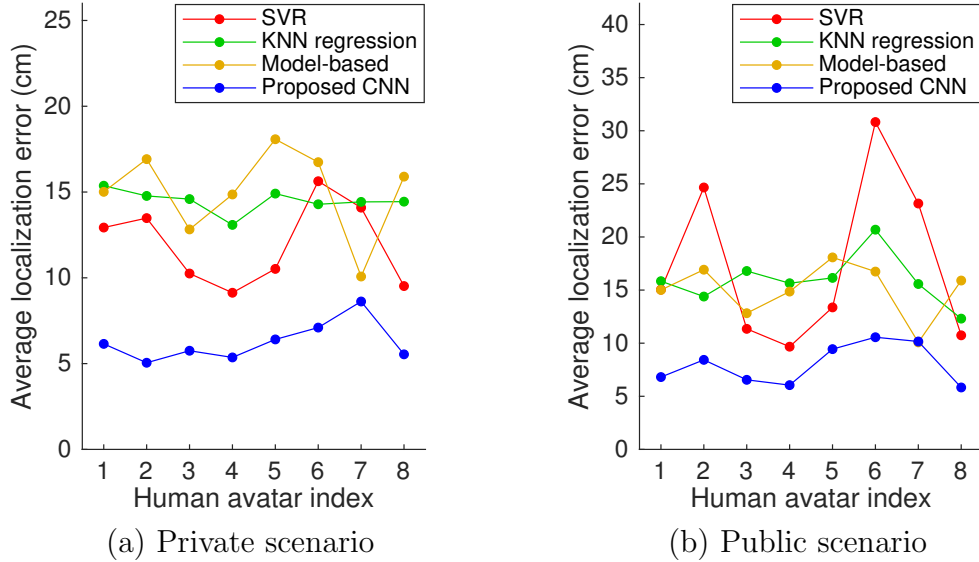 25
20
15
10
5
0
Average localization error (cm)
SVR
KNN regression
Model-based
Proposed CNN
1 2 3 4 5 6 7 8
Human avatar index
(a) Private scenario
40
35
30
25
20
15
10
5
0
Average localization error (cm)
SVR
KNN regression
Model-based
Proposed CNN
1 2 3 4 5 6 7 8
Human avatar index
(b) Public scenario